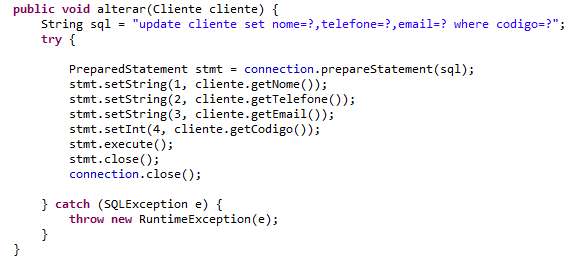 public void alterar(Cliente cliente) {
    String sql = "update cliente set nome=?,telefone=?,email=? where codigo=?";
    try {

        PreparedStatement stmt = connection.prepareStatement(sql);
        stmt.setString(1, cliente.getNome());
        stmt.setString(2, cliente.getTelefone());
        stmt.setString(3, cliente.getEmail());
        stmt.setInt(4, cliente.getCodigo());
        stmt.execute();
        stmt.close();
        connection.close();

    } catch (SQLException e) {
        throw new RuntimeException(e);
    }
}